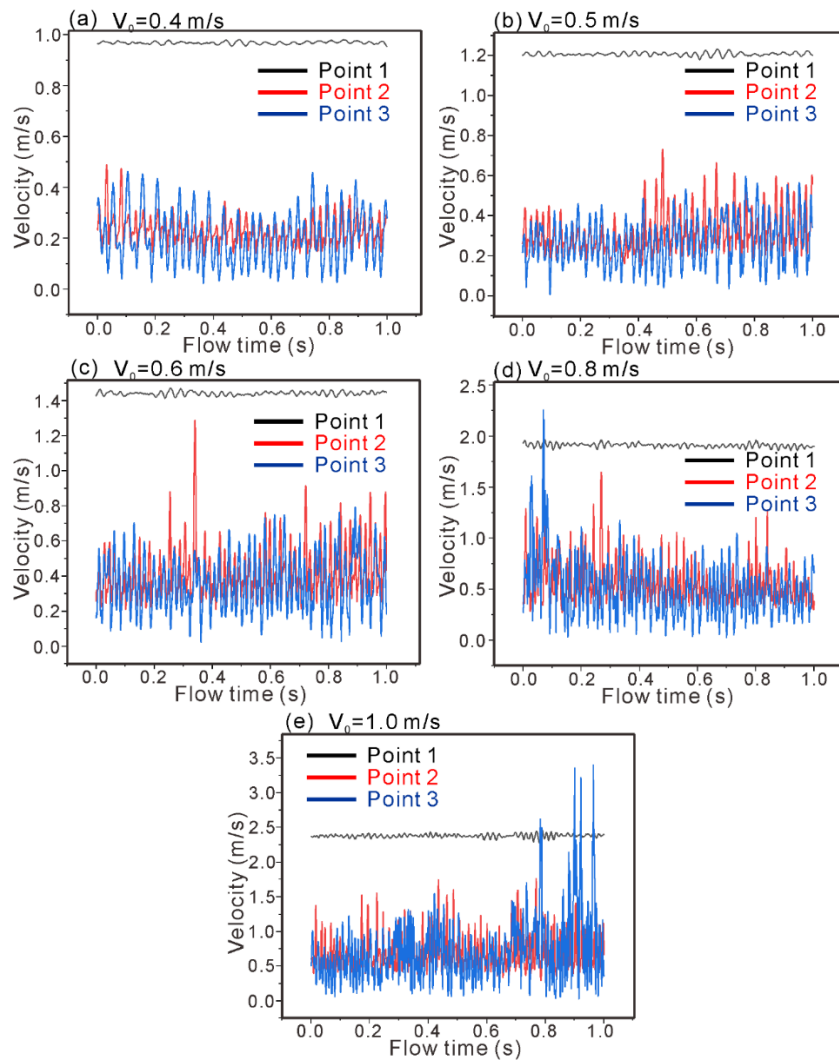 (a) V₀=0.4 m/s
1.0
0.8
0.6
0.4
0.2
0.0
Velocity (m/s)
Point 1
Point 2
Point 3
0.0 0.2 0.4 0.6 0.8 1.0
Flow time (s)
(b) V₀=0.5 m/s
1.2
1.0
0.8
0.6
0.4
0.2
0.0
Velocity (m/s)
Point 1
Point 2
Point 3
0.0 0.2 0.4 0.6 0.8 1.0
Flow time (s)
(c) V₀=0.6 m/s
1.4
1.2
1.0
0.8
0.6
0.4
0.2
0.0
Velocity (m/s)
Point 1
Point 2
Point 3
0.0 0.2 0.4 0.6 0.8 1.0
Flow time (s)
(d) V₀=0.8 m/s
2.5
2.0
1.5
1.0
0.5
0.0
Velocity (m/s)
Point 1
Point 2
Point 3
0.0 0.2 0.4 0.6 0.8 1.0
Flow time (s)
(e) V₀=1.0 m/s
3.5
3.0
2.5
2.0
1.5
1.0
0.5
0.0
Velocity (m/s)
Point 1
Point 2
Point 3
0.0 0.2 0.4 0.6 0.8 1.0
Flow time (s)